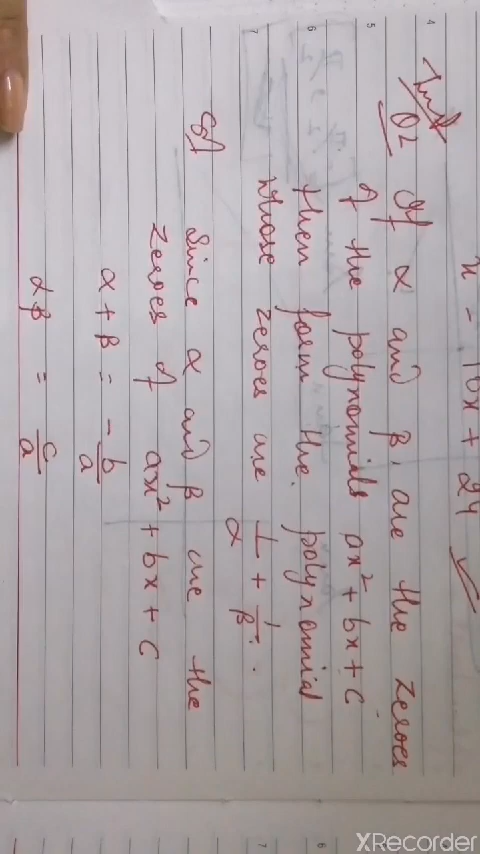 x - 10x + 24 ✓
Imp
Q2 If α and β are the zeroes
of the polynomials ax² + bx + c
then form the polynomial
whose zeroes are 1/α + 1/β.
Sol Since α and β are the
zeroes of ax² + bx + c
α + β = - b/a
αβ = c/a
XRecorder